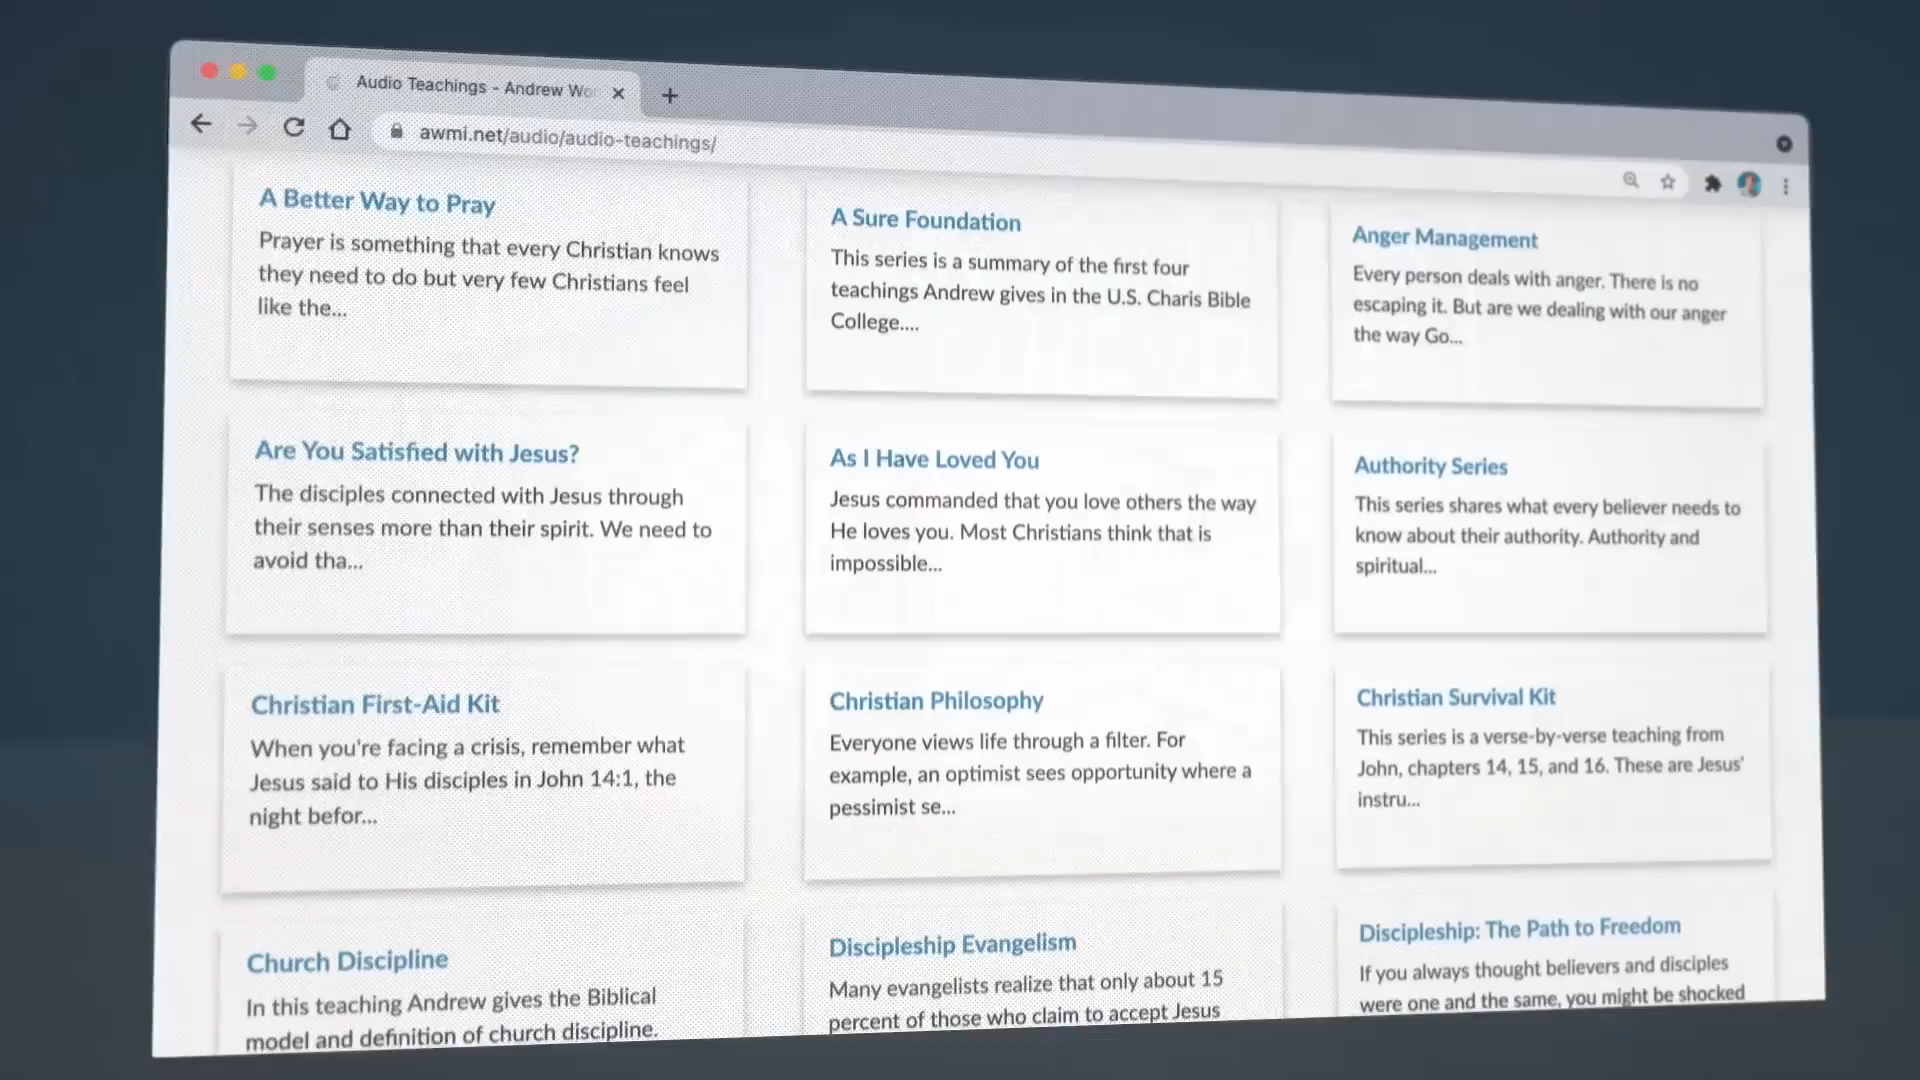 Audio Teachings - Andrew Wo
awmi.net/audio/audio-teachings/
A Better Way to Pray
Prayer is something that every Christian knows
they need to do but very few Christians feel
like the...
A Sure Foundation
This series is a summary of the first four
teachings Andrew gives in the U.S. Charis Bible
College....
Anger Management
Every person deals with anger. There is no
escaping it. But are we dealing with our anger
the way Go...
Are You Satisfied with Jesus?
The disciples connected with Jesus through
their senses more than their spirit. We need to
avoid tha...
As I Have Loved You
Jesus commanded that you love others the way
He loves you. Most Christians think that is
impossible...
Authority Series
This series shares what every believer needs to
know about their authority. Authority and
spiritual...
Christian First-Aid Kit
When you're facing a crisis, remember what
Jesus said to His disciples in John 14:1, the
night befor...
Christian Philosophy
Everyone views life through a filter. For
example, an optimist sees opportunity where a
pessimist se...
Christian Survival Kit
This series is a verse-by-verse teaching from
John, chapters 14, 15, and 16. These are Jesus'
instru...
Church Discipline
In this teaching Andrew gives the Biblical
model and definition of church discipline.
Discipleship Evangelism
Many evangelists realize that only about 15
percent of those who claim to accept Jesus
Discipleship: The Path to Freedom
If you always thought believers and disciples
were one and the same, you might be shocked